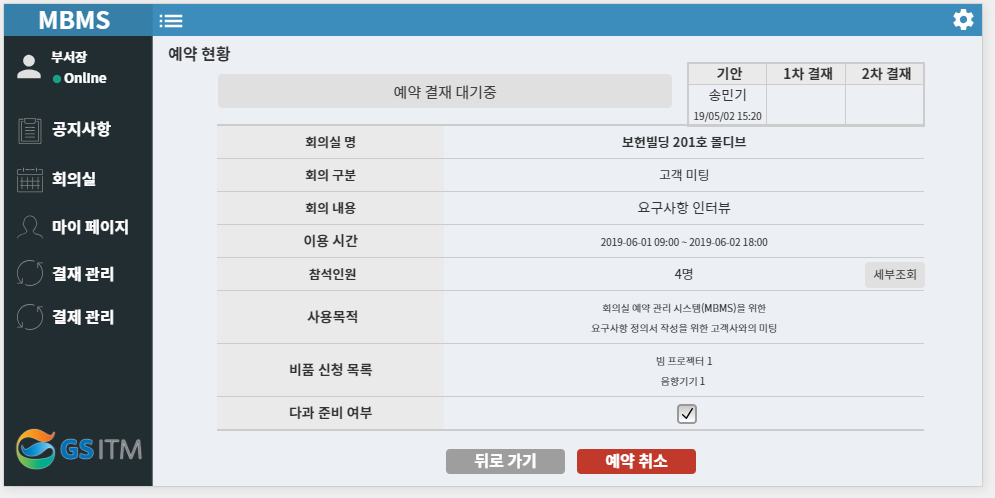 MBMS
부서장
Online
공지사항
회의실
마이 페이지
결재 관리
결제 관리
GS ITM
예약 현황
예약 결재 대기중
기안 1차 결재 2차 결재
송민기
19/05/02 15:20
회의실 명 보헌빌딩 201호 몰디브
회의 구분 고객 미팅
회의 내용 요구사항 인터뷰
이용 시간 2019-06-01 09:00 ~ 2019-06-02 18:00
참석인원 4명 세부조회
사용목적 회의실 예약 관리 시스템(MBMS)을 위한
요구사항 정의서 작성을 위한 고객사와의 미팅
비품 신청 목록 빔 프로젝터 1
음향기기 1
다과 준비 여부
뒤로 가기 예약 취소